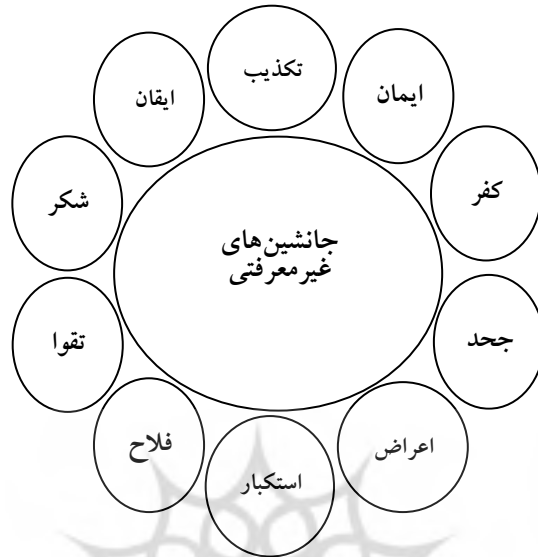 تکذیب
ایمان
ایقان
کفر
شکر
جانشین‌های
غیرمعرفتی
جحد
تقوا
اعراض
فلاح
استکبار